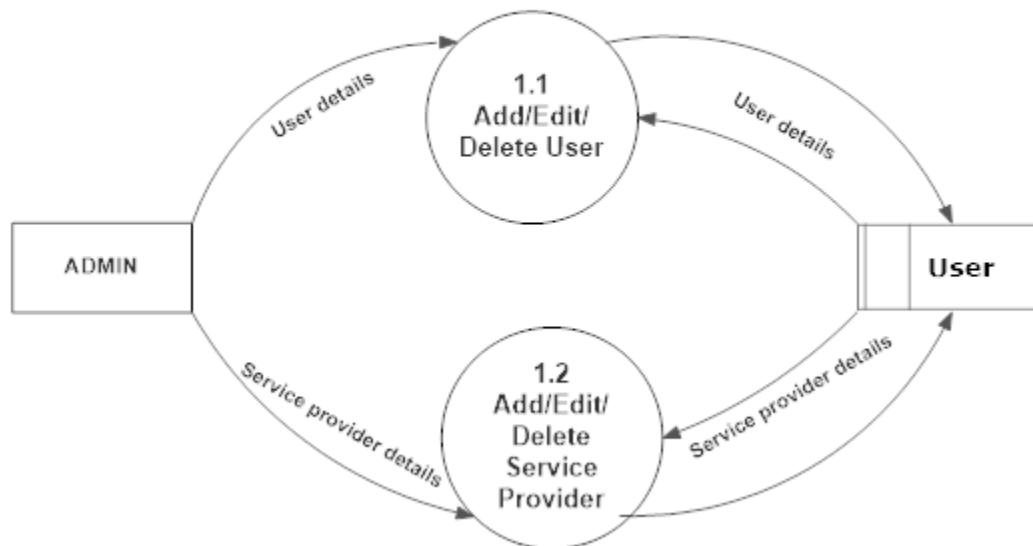 1.1
Add/Edit/
Delete User
User details
User details
ADMIN
User
Service provider details
1.2
Add/Edit/
Delete
Service
Provider
Service provider details